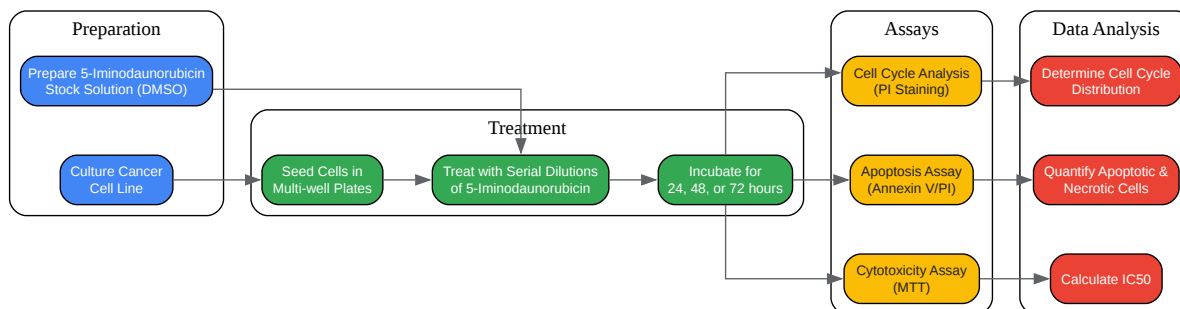 Preparation
Prepare 5-Iminodaunorubicin
Stock Solution (DMSO)
Culture Cancer
Cell Line
Treatment
Seed Cells in
Multi-well Plates
Treat with Serial Dilutions
of 5-Iminodaunorubicin
Incubate for
24, 48, or 72 hours
Assays
Cell Cycle Analysis
(PI Staining)
Apoptosis Assay
(Annexin V/PI)
Cytotoxicity Assay
(MTT)
Data Analysis
Determine Cell Cycle
Distribution
Quantify Apoptotic &
Necrotic Cells
Calculate IC50